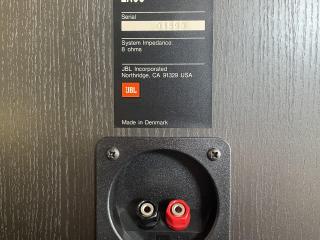 Serial
System Impedance:
8 ohms
JBL Incorporated
Northridge, CA 91329 USA
JBL
Made in Denmark